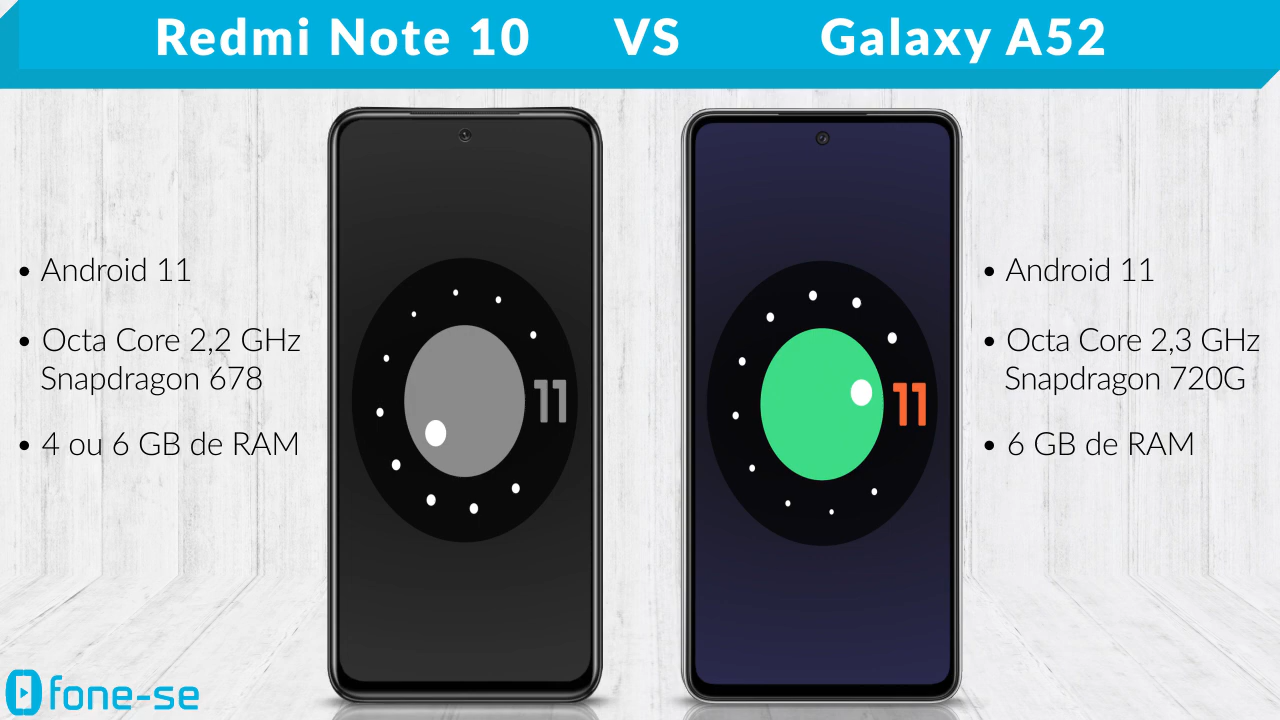 Redmi Note 10 VS Galaxy A52
• Android 11
• Octa Core 2,2 GHz
Snapdragon 678
• 4 ou 6 GB de RAM
11
11
• Android 11
• Octa Core 2,3 GHz
Snapdragon 720G
• 6 GB de RAM
fone-se